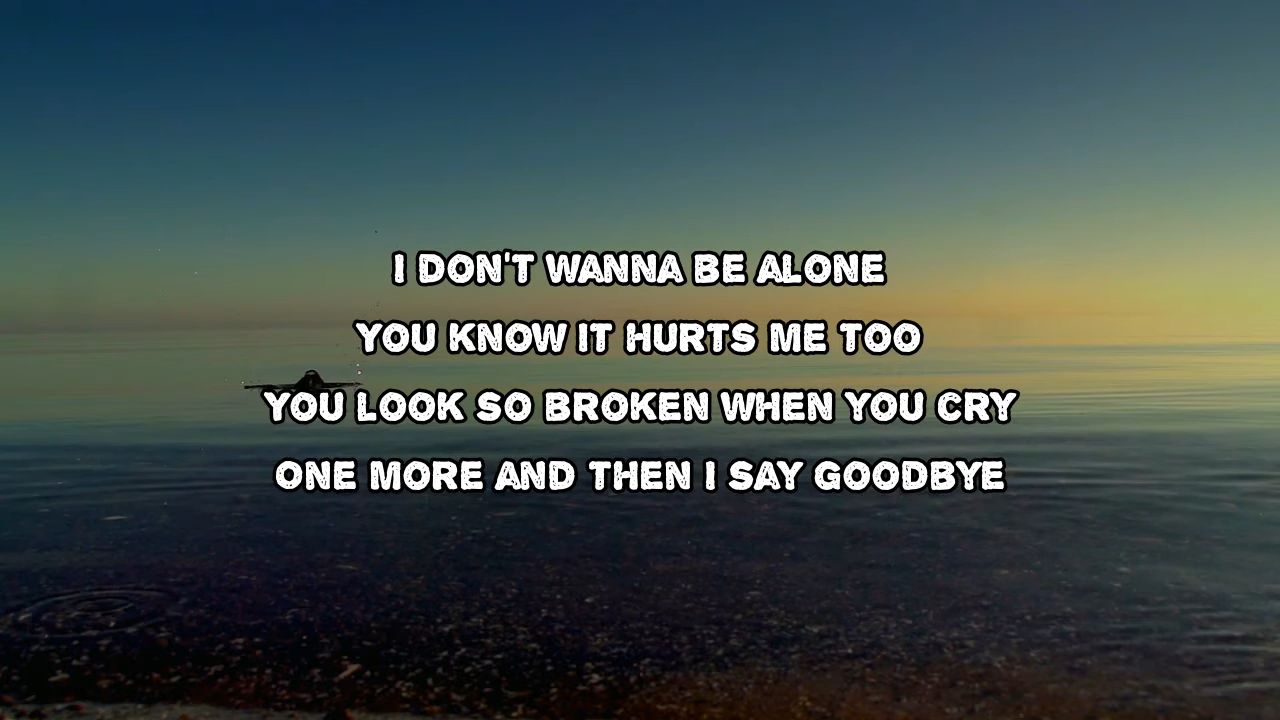 I DON'T WANNA BE ALONE
YOU KNOW IT HURTS ME TOO
YOU LOOK SO BROKEN WHEN YOU CRY
ONE MORE AND THEN I SAY GOODBYE